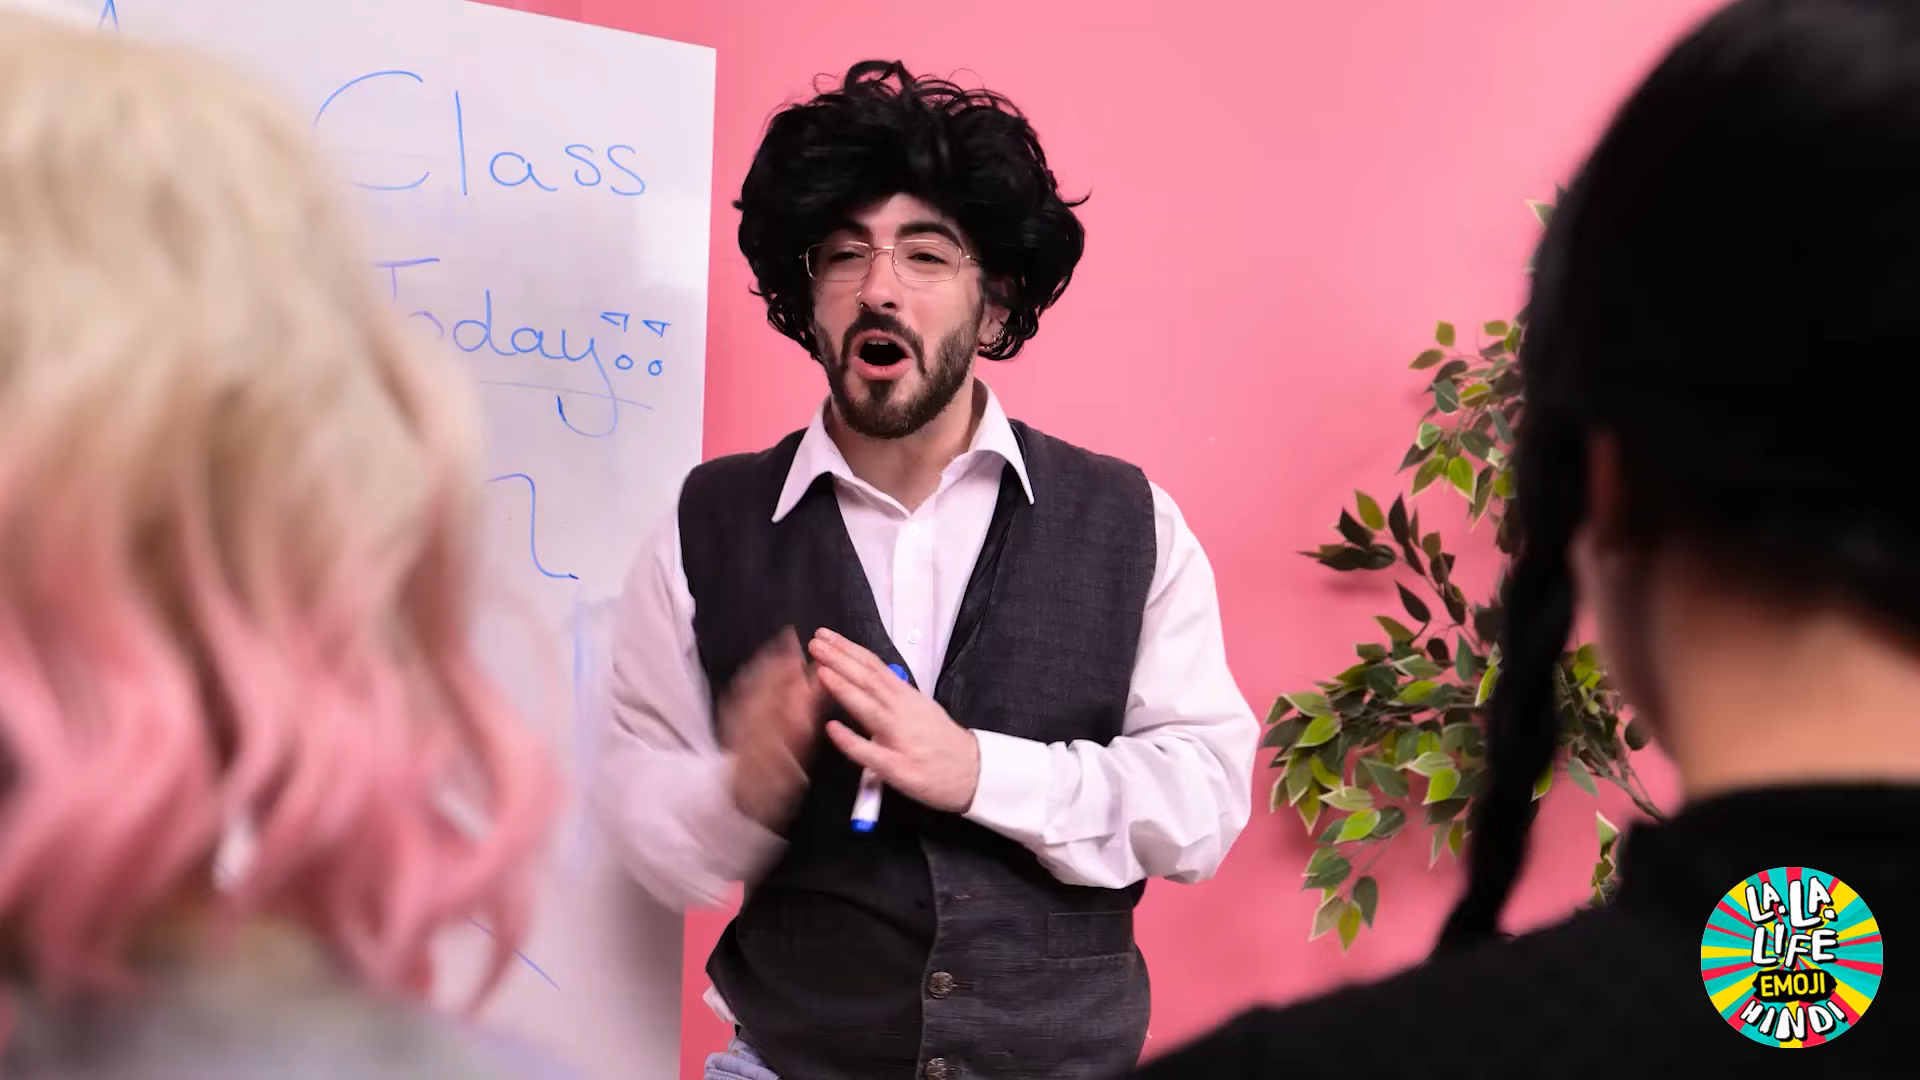 Class
Today!!
LA. LA.
LIFE
EMOJI
HINDI